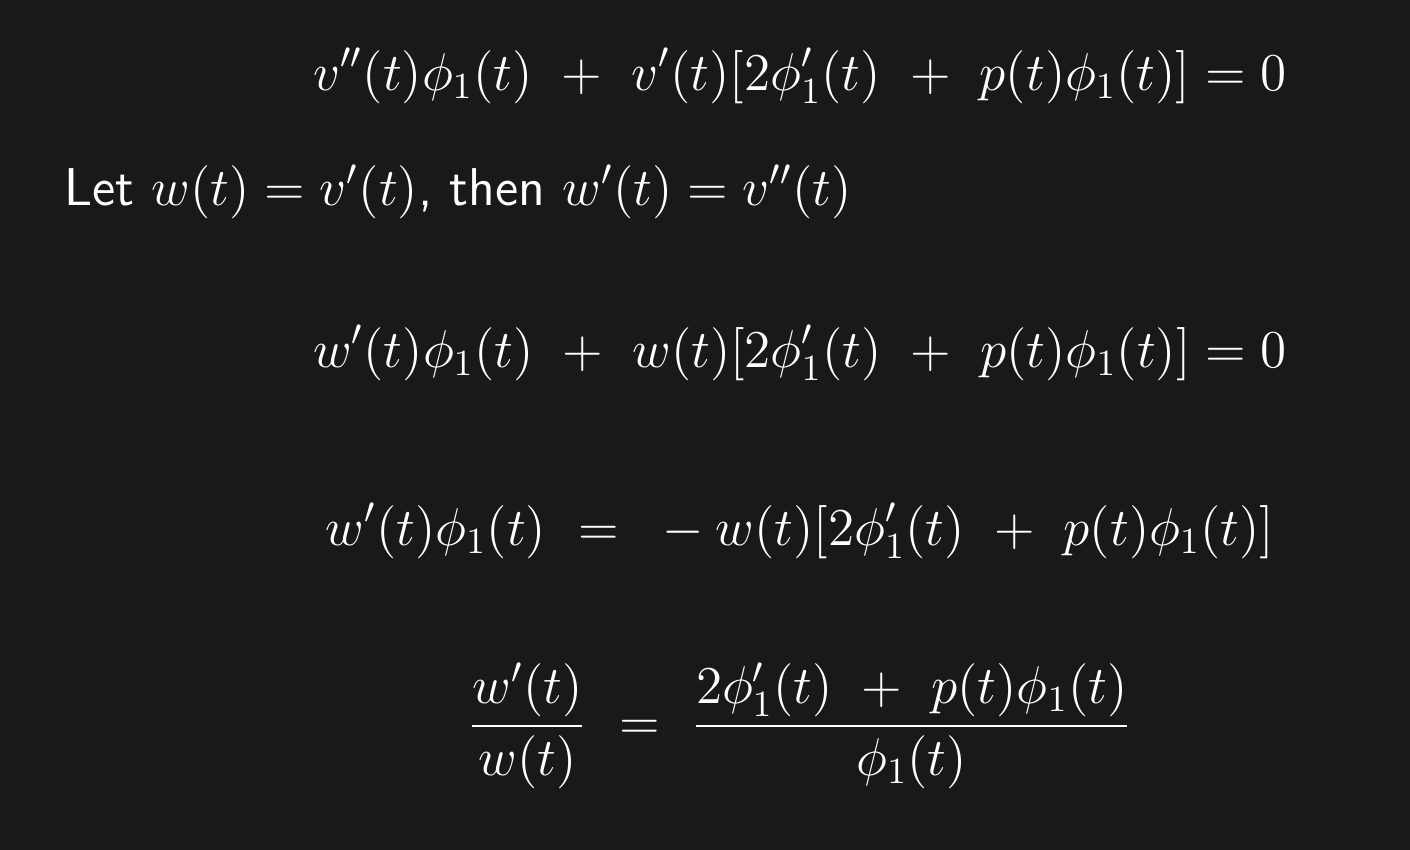 v''(t)ϕ₁(t) + v'(t)[2ϕ₁'(t) + p(t)ϕ₁(t)] = 0
Let w(t) = v'(t), then w'(t) = v''(t)
w'(t)ϕ₁(t) + w(t)[2ϕ₁'(t) + p(t)ϕ₁(t)] = 0
w'(t)ϕ₁(t) = − w(t)[2ϕ₁'(t) + p(t)ϕ₁(t)]
w'(t)/w(t) = (2ϕ₁'(t) + p(t)ϕ₁(t))/ϕ₁(t)